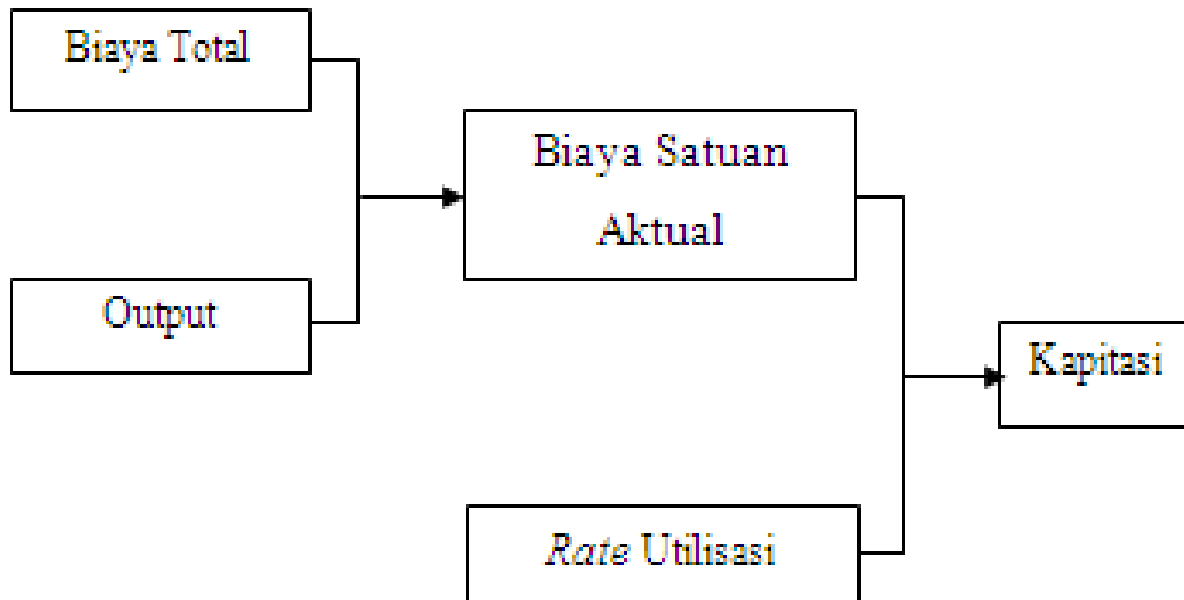 Biaya Total
Biaya Satuan
Aktual
Output
Kapitasi
Rate Utilisasi